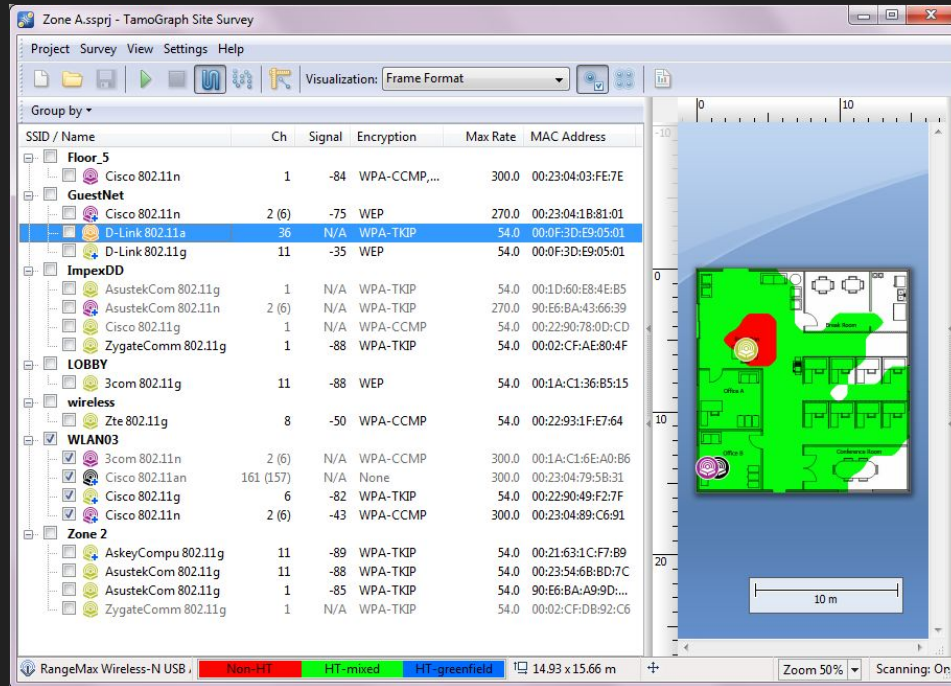 Zone A.ssprj - TamoGraph Site Survey
Project Survey View Settings Help
Visualization: Frame Format
Group by
SSID / Name Ch Signal Encryption Max Rate MAC Address
Floor_5
Cisco 802.11n 1 -84 WPA-CCMP,... 300.0 00:23:04:03:FE:7E
GuestNet
Cisco 802.11n 2 (6) -75 WEP 270.0 00:23:04:1B:81:01
D-Link 802.11a 36 N/A WPA-TKIP 54.0 00:0F:3D:E9:05:01
D-Link 802.11g 11 -35 WEP 54.0 00:0F:3D:E9:05:01
ImpexDD
AsustekCom 802.11g 1 N/A WPA-TKIP 54.0 00:1D:60:E8:4E:B5
AsustekCom 802.11n 2 (6) N/A WPA-TKIP 270.0 90:E6:BA:43:66:39
Cisco 802.11g 1 N/A WPA-CCMP 54.0 00:22:90:78:0D:CD
ZygateComm 802.11g 1 -88 WPA-TKIP 54.0 00:02:CF:AE:80:4F
LOBBY
3com 802.11g 11 -88 WEP 54.0 00:1A:C1:36:B5:15
wireless
Zte 802.11g 8 -50 WPA-CCMP 54.0 00:22:93:1F:E7:64
WLAN03
3com 802.11n 2 (6) N/A WPA-CCMP 300.0 00:1A:C1:6E:A0:B6
Cisco 802.11an 161 (157) N/A None 300.0 00:23:04:79:5B:31
Cisco 802.11g 6 -82 WPA-TKIP 54.0 00:22:90:49:F2:7F
Cisco 802.11n 2 (6) -43 WPA-CCMP 300.0 00:23:04:89:C6:91
Zone 2
AskeyCompu 802.11g 11 -89 WPA-TKIP 54.0 00:21:63:1C:F7:B9
AsustekCom 802.11g 11 -88 WPA-TKIP 54.0 00:23:54:6B:BD:7C
AsustekCom 802.11g 1 -85 WPA-TKIP 54.0 90:E6:BA:A9:9D:...
ZygateComm 802.11g 1 N/A WPA-TKIP 54.0 00:02:CF:DB:92:C6
0 10
-10
0
10
20
Break Room
Office A
Office B
Conference Room
10 m
RangeMax Wireless-N USB Non-HT HT-mixed HT-greenfield 14.93 x 15.66 m Zoom 50% Scanning: On